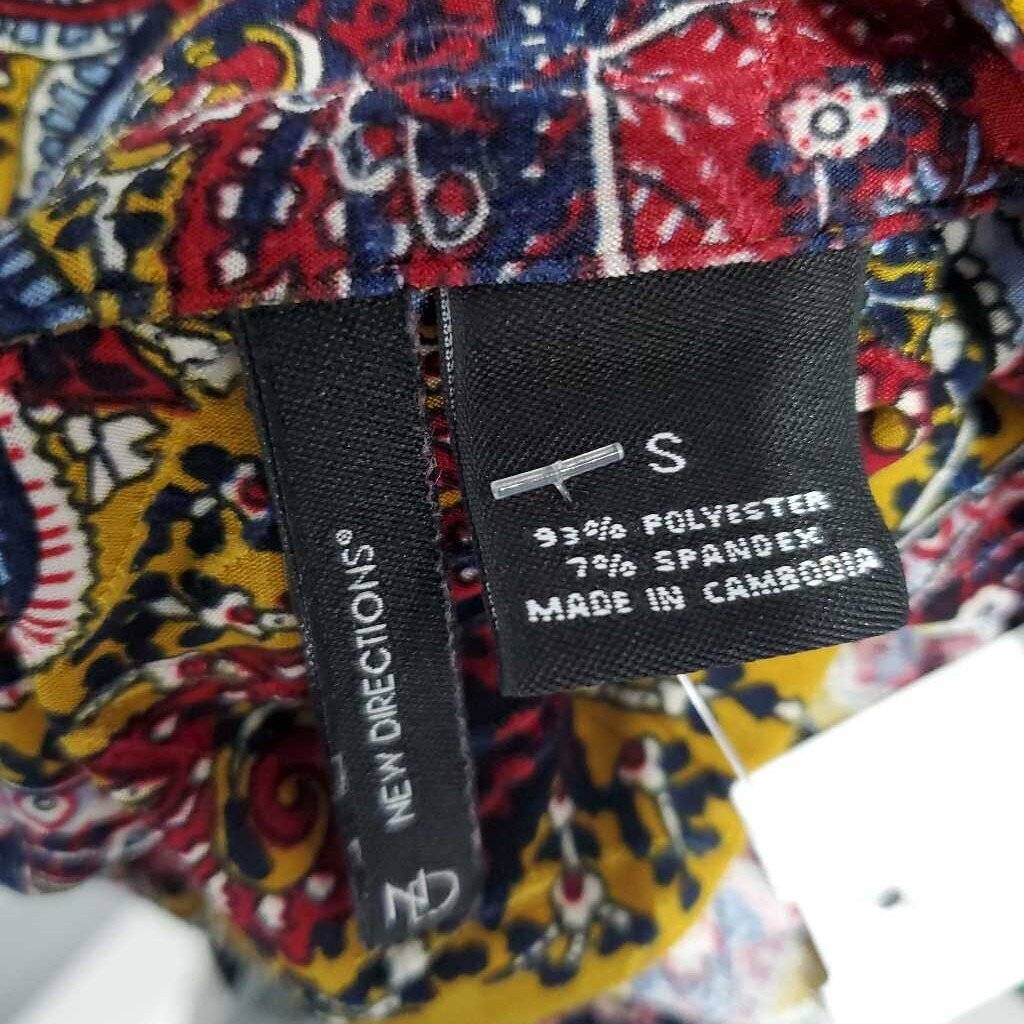 S
93% POLYESTER
7% SPANDEX
MADE IN CAMBODIA
NEW DIRECTIONS®
ND